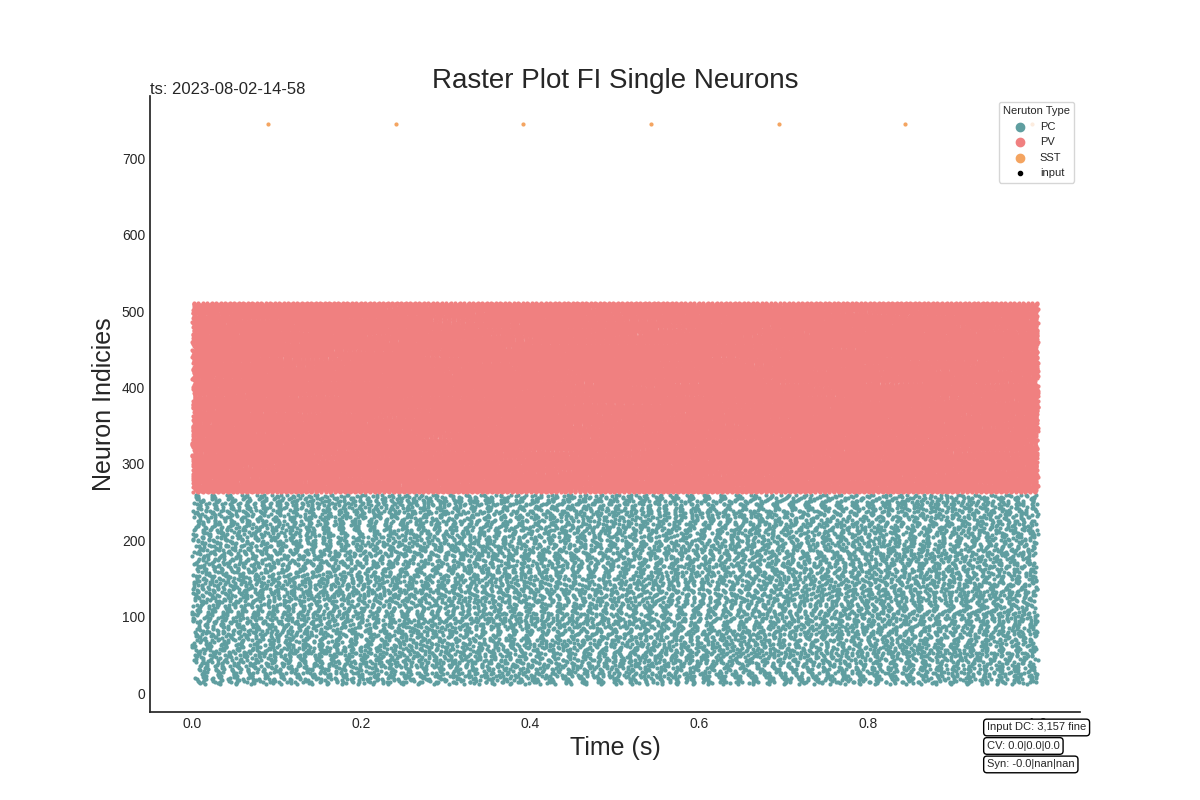 Raster Plot FI Single Neurons
ts: 2023-08-02-14-58
Neruton Type
PC
PV
SST
input
700
600
500
400
300
200
100
0
Neuron Indicies
0.0
0.2
0.4
0.6
0.8
Time (s)
Input DC: 3,157 fine
CV: 0.0|0.0|0.0
Syn: -0.0|nan|nan